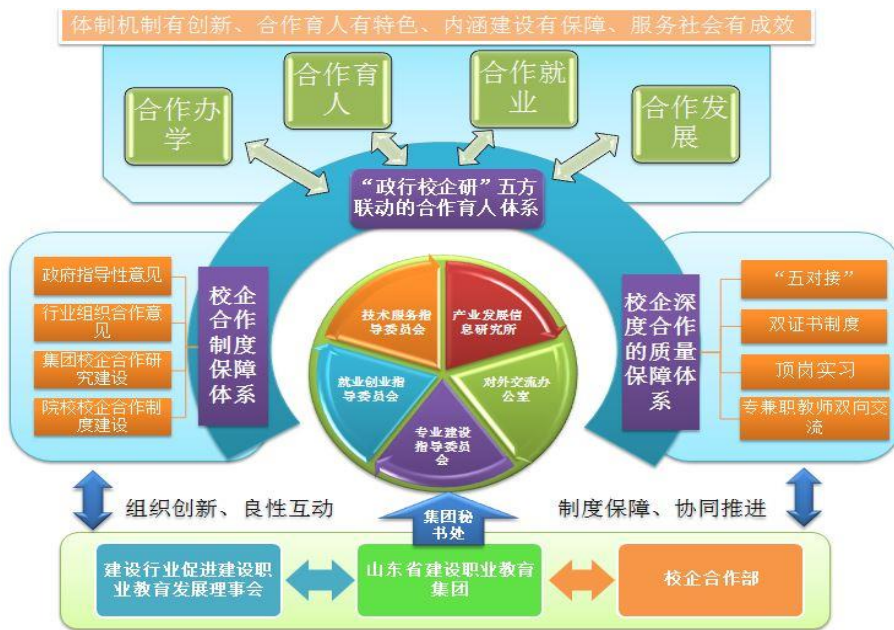 体制机制有创新、合作育人有特色、内涵建设有保障、服务社会有成效
合作办
学
合作育
人
合作就
业
合作发
展
“政行校企研”五方
联动的合作育人体系
政府指导性意见
行业组织合作意
见
集团校企合作研
究建设
院校校企合作制
度建设
校企
合作
制度
保障
体系
技术服务指
导委员会
产业发展信
息研究所
就业创业指
导委员会
对外交流办
公室
专业建设
指导委员
会
校企深
度合作
的质量
保障体
系
“五对接”
双证书制度
顶岗实习
专兼职教师双向交
流
组织创新、良性互动
集团秘
书处
制度保障、协同推进
建设行业促进建设职
业教育发展理事会
山东省建设职业教育
集团
校企合作部